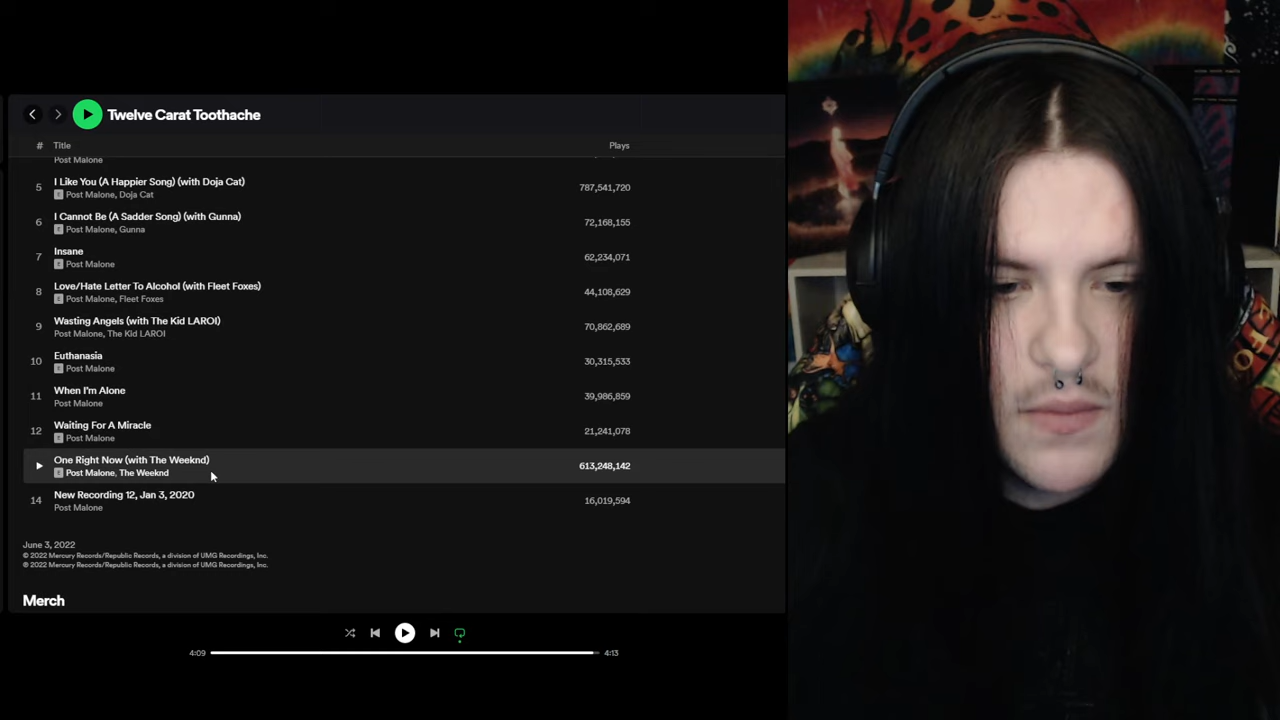 Twelve Carat Toothache
# Title Plays
Post Malone
5 I Like You (A Happier Song) (with Doja Cat) 787,541,720
E Post Malone, Doja Cat
6 I Cannot Be (A Sadder Song) (with Gunna) 72,168,155
E Post Malone, Gunna
7 Insane 62,234,071
E Post Malone
8 Love/Hate Letter To Alcohol (with Fleet Foxes) 44,108,629
E Post Malone, Fleet Foxes
9 Wasting Angels (with The Kid LAROI) 70,862,689
Post Malone, The Kid LAROI
10 Euthanasia 30,315,533
E Post Malone
11 When I'm Alone 39,986,859
Post Malone
12 Waiting For A Miracle 21,241,078
E Post Malone
One Right Now (with The Weeknd) 613,248,142
E Post Malone, The Weeknd
14 New Recording 12, Jan 3, 2020 16,019,594
Post Malone
June 3, 2022
© 2022 Mercury Records/Republic Records, a division of UMG Recordings, Inc.
℗ 2022 Mercury Records/Republic Records, a division of UMG Recordings, Inc.
Merch
4:09 4:13